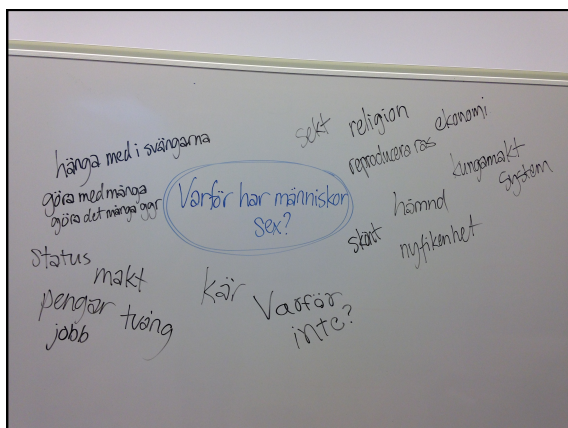 hänga med i svängarna
göra med många
göra det många ggr
status
makt
pengar
tvång
jobb
Varför har människor
sex?
kär
Varför
inte?
sekt
religion
ekonomi
reproducera ras
kungamakt
system
hämnd
skönt
nyfikenhet